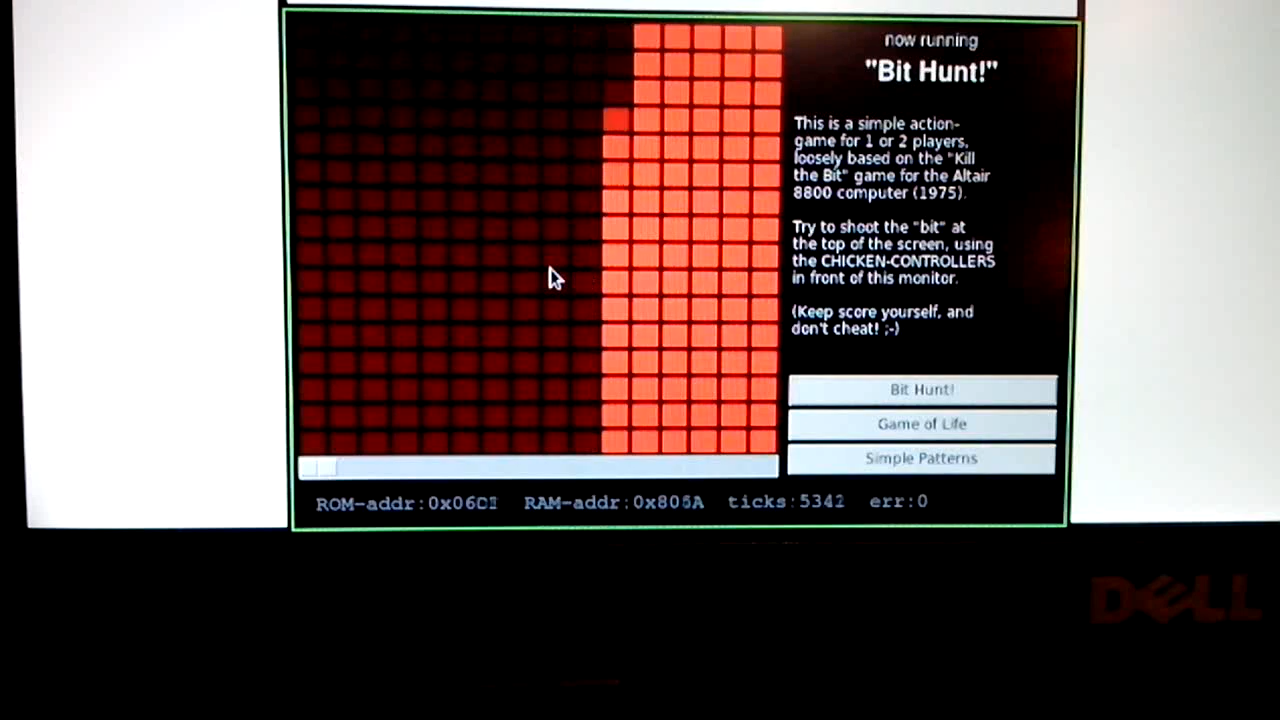 now running
"Bit Hunt!"
This is a simple action-
game for 1 or 2 players,
loosely based on the "Kill
the Bit" game for the Altair
8800 computer (1975).
Try to shoot the "bit" at
the top of the screen, using
the CHICKEN-CONTROLLERS
in front of this monitor.
(Keep score yourself, and
don't cheat! ;-)
Bit Hunt!
Game of Life
Simple Patterns
ROM-addr: RAM-addr: ticks:5342 err:0
DELL